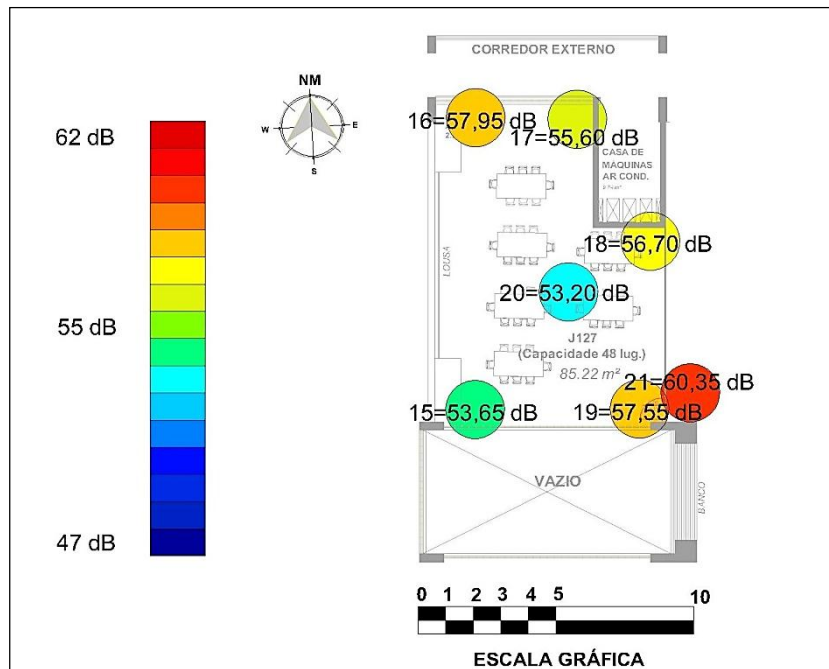 CORREDOR EXTERNO
NM
W
E
S
62 dB
55 dB
47 dB
16=57,95 dB
17=55,60 dB
CASA DE
MAQUINAS
AR COND.
18=56,70 dB
LOUSA
20=53,20 dB
J127
(Capacidade 48 lug.)
85.22 m²
21=60,35 dB
15=53,65 dB
19=57,55 dB
VAZIO
BANCO
0 1 2 3 4 5 10
ESCALA GRÁFICA